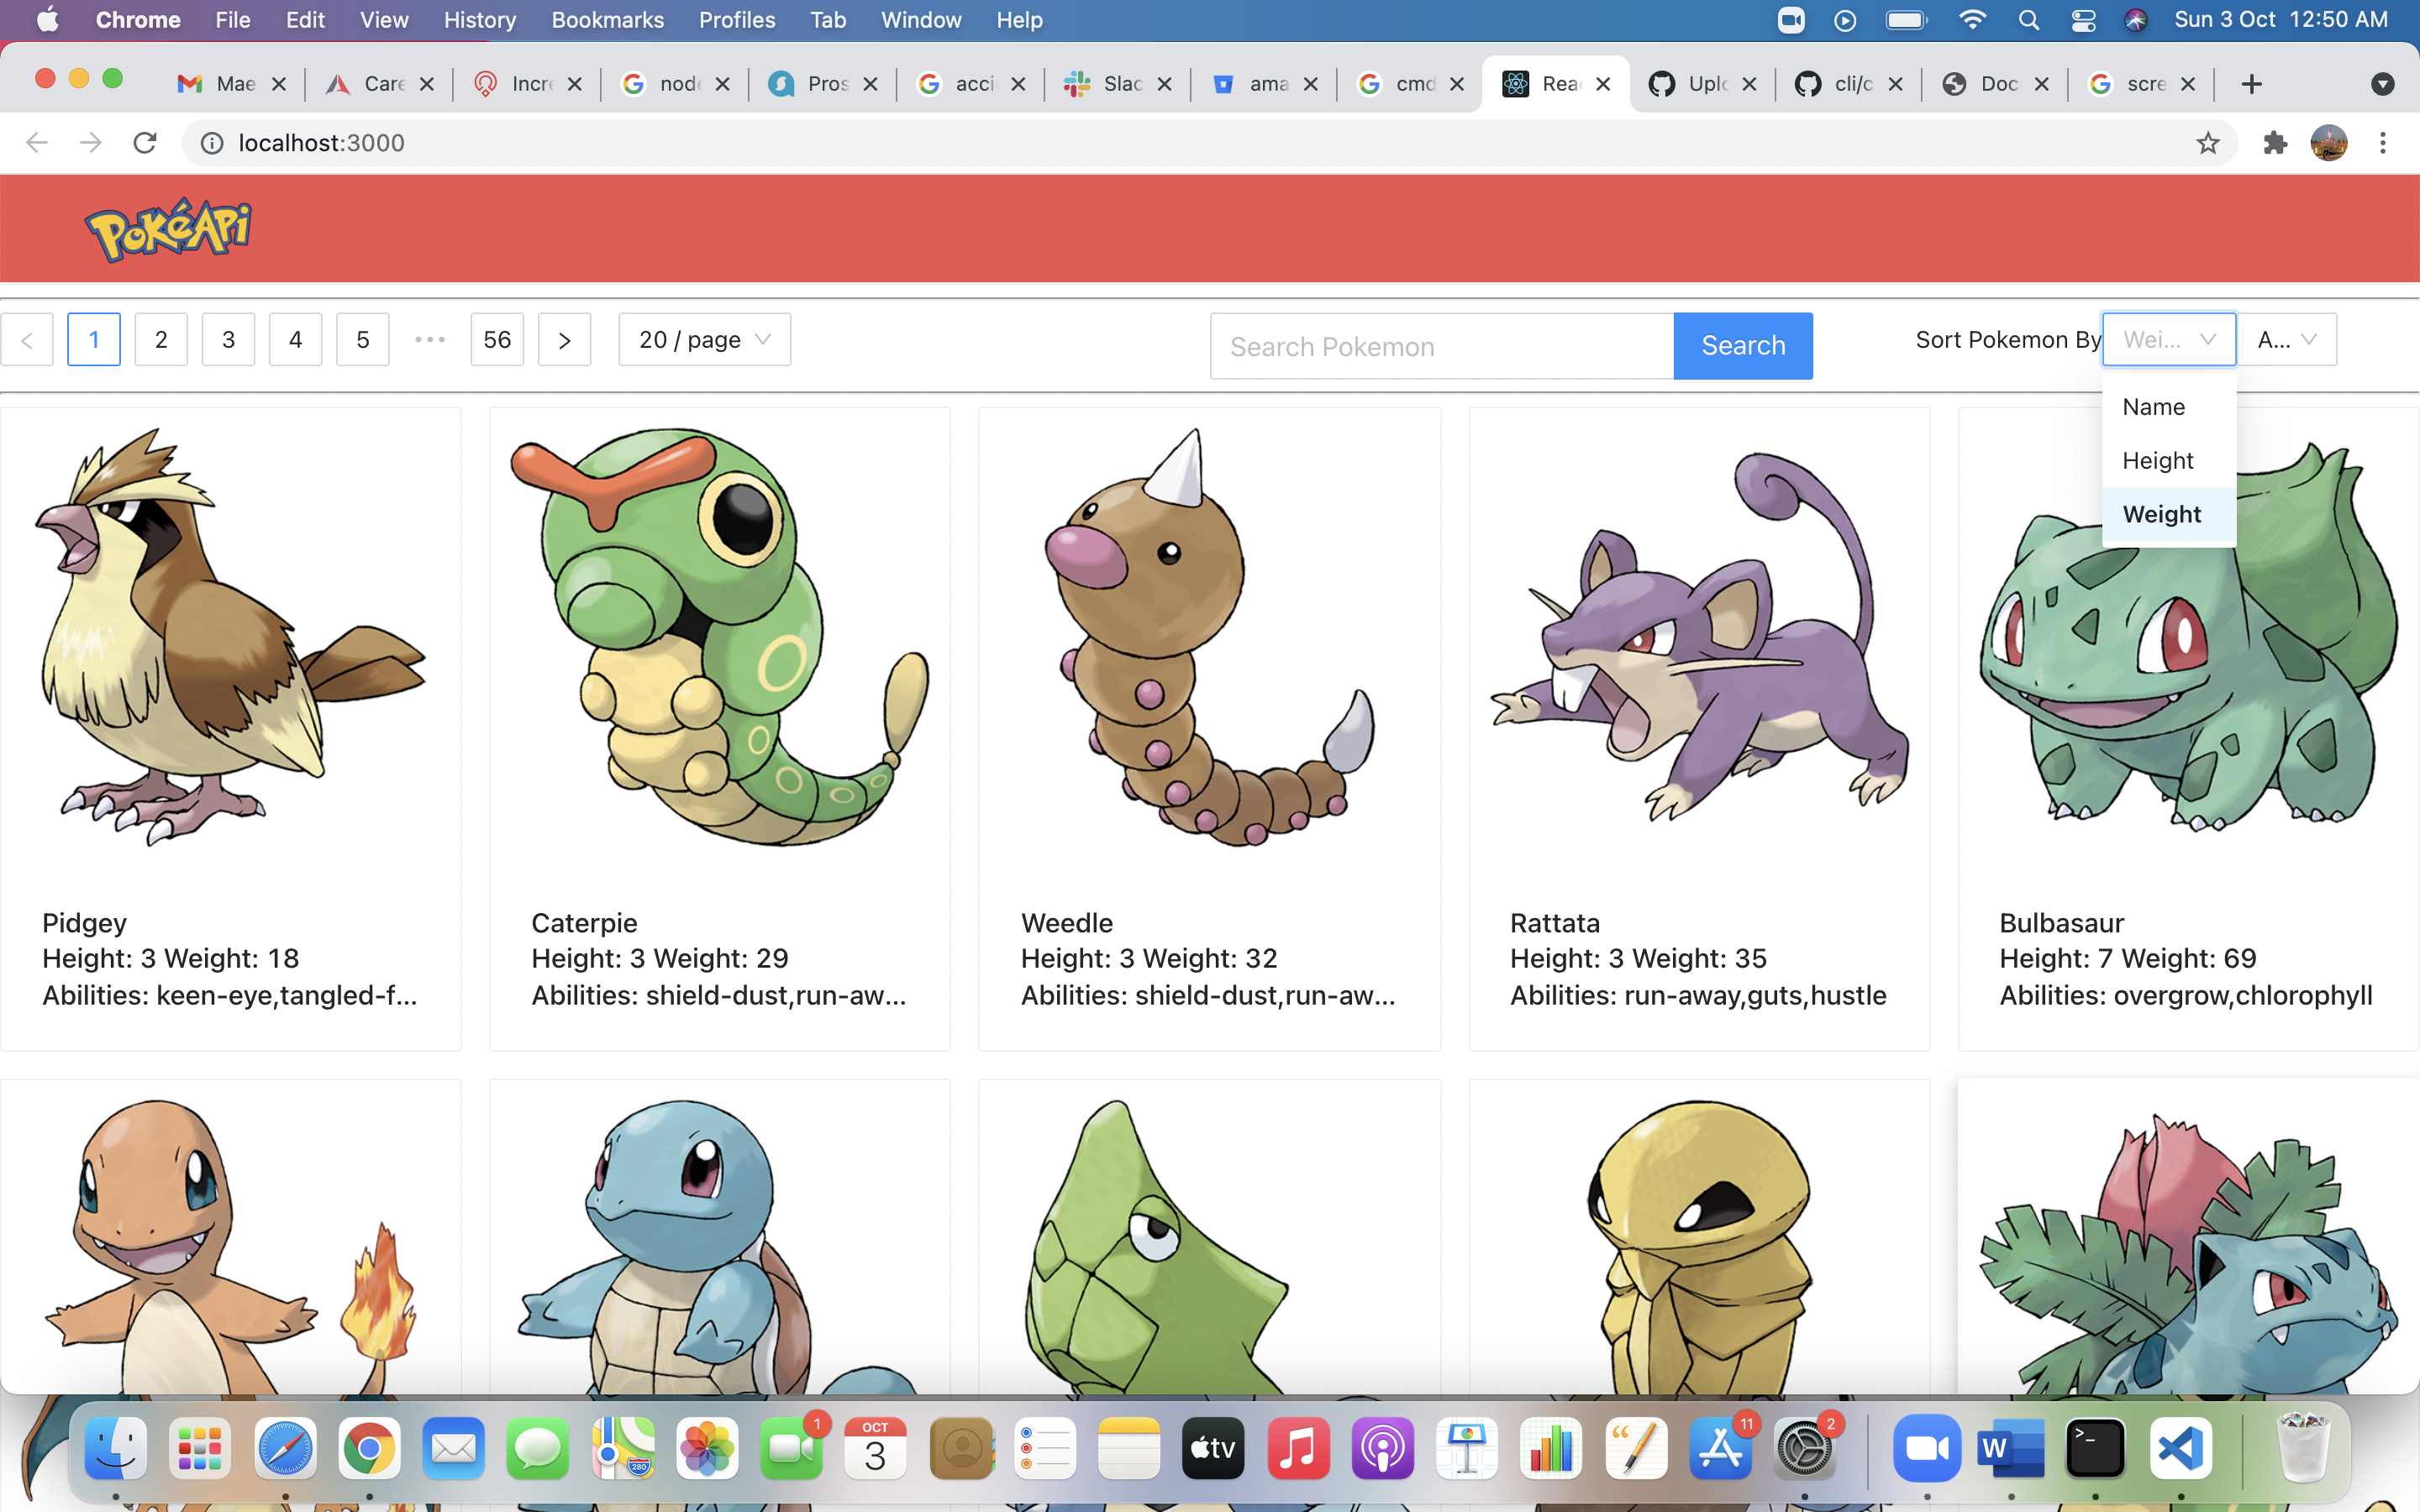 Chrome File Edit View History Bookmarks Profiles Tab Window Help Sun 3 Oct 12:50 AM
Mae Care Incre node Pros acci Slac ama cmd Rea Uplo cli/c Doc scre
localhost:3000
PokéAPi
< 1 2 3 4 5 ••• 56 > 20 / page Search Pokemon Search Sort Pokemon By Wei... A...
Name
Height
Weight
Pidgey
Height: 3 Weight: 18
Abilities: keen-eye,tangled-f...
Caterpie
Height: 3 Weight: 29
Abilities: shield-dust,run-aw...
Weedle
Height: 3 Weight: 32
Abilities: shield-dust,run-aw...
Rattata
Height: 3 Weight: 35
Abilities: run-away,guts,hustle
Bulbasaur
Height: 7 Weight: 69
Abilities: overgrow,chlorophyll
280 1 OCT 3 tv 11 2 W >_